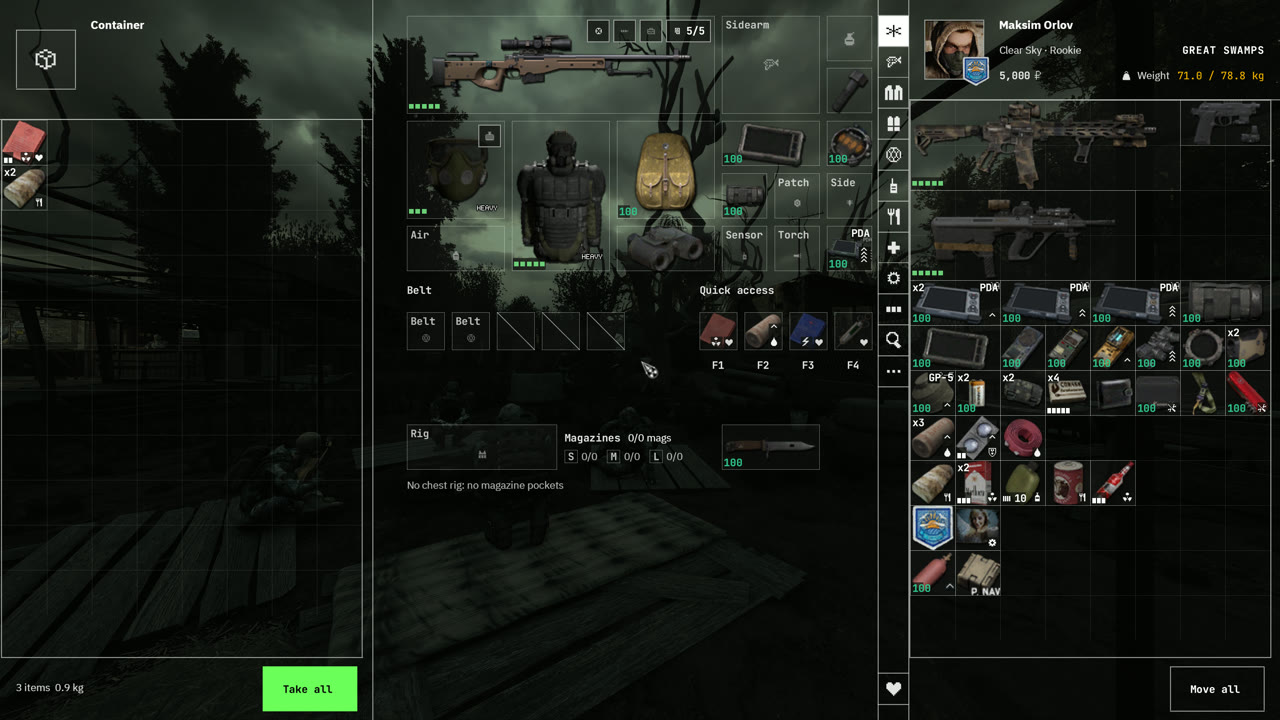 Container
x2
3 items 0.9 kg
Take all
5/5
Sidearm
HEAVY
HEAVY
100
100
100
100
Patch
Side
Air
Sensor
Torch
PDA
100
Belt
Quick access
Belt
Belt
F1
F2
F3
F4
Rig
Magazines 0/0 mags
S 0/0 M 0/0 L 0/0
100
No chest rig: no magazine pockets
Maksim Orlov
Clear Sky · Rookie
GREAT SWAMPS
5,000 ₽
Weight 71.0 / 78.8 kg
100
x2 PDA PDA PDA
100 100 100 100
x2
100 100 100 100 100 100 100
GP-5 x2 x2 x4
100 100 100 100
x3
x2
10
100
P. NAV
Move all